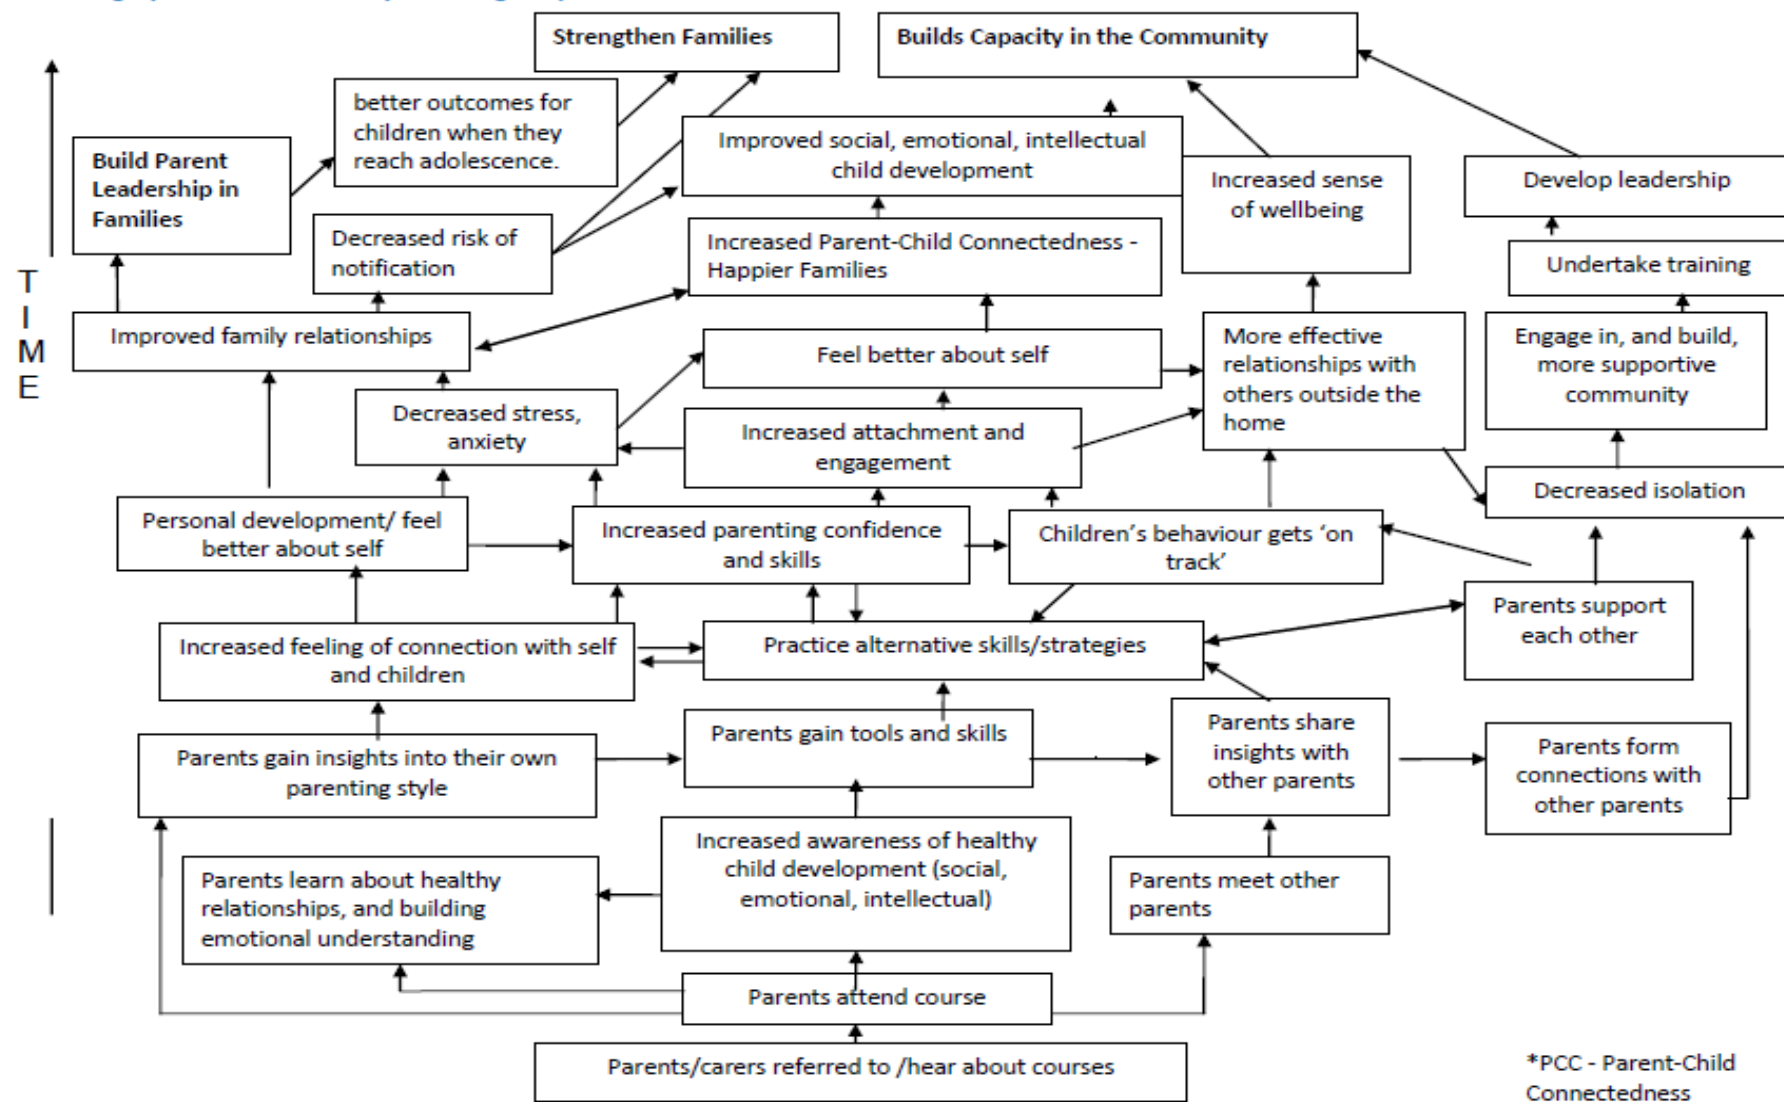 Strengthen Families
Builds Capacity in the Community
better outcomes for
children when they
reach adolescence.
Improved social, emotional, intellectual
child development
Build Parent
Leadership in
Families
Increased sense
of wellbeing
Develop leadership
Decreased risk of
notification
Increased Parent-Child Connectedness -
Happier Families
Undertake training
T
I
M
E
Improved family relationships
Feel better about self
More effective
relationships with
others outside the
home
Engage in, and build,
more supportive
community
Decreased stress,
anxiety
Increased attachment and
engagement
Decreased isolation
Personal development/ feel
better about self
Increased parenting confidence
and skills
Children’s behaviour gets ‘on
track’
Parents support
each other
Increased feeling of connection with self
and children
Practice alternative skills/strategies
Parents gain insights into their own
parenting style
Parents gain tools and skills
Parents share
insights with
other parents
Parents form
connections with
other parents
Parents learn about healthy
relationships, and building
emotional understanding
Increased awareness of healthy
child development (social,
emotional, intellectual)
Parents meet other
parents
Parents attend course
Parents/carers referred to /hear about courses
*PCC - Parent-Child
Connectedness